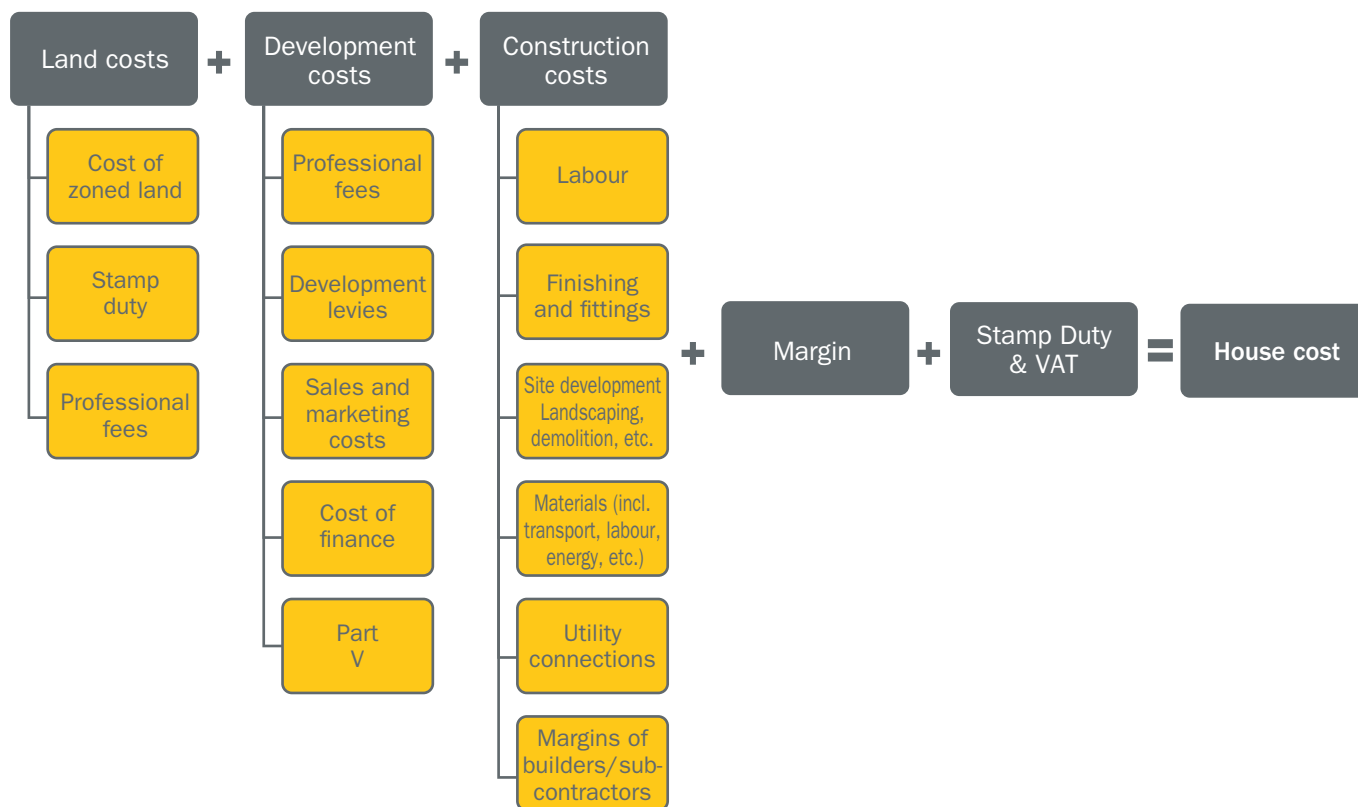 Land costs
+
Development
costs
+
Construction
costs
Cost of
zoned land
Stamp
duty
Professional
fees
Professional
fees
Development
levies
Sales and
marketing
costs
Cost of
finance
Part
V
Labour
Finishing
and fittings
Site development
Landscaping,
demolition, etc.
Materials (incl.
transport, labour,
energy, etc.)
Utility
connections
Margins of
builders/sub-
contractors
+
Margin
+
Stamp Duty
& VAT
=
House cost